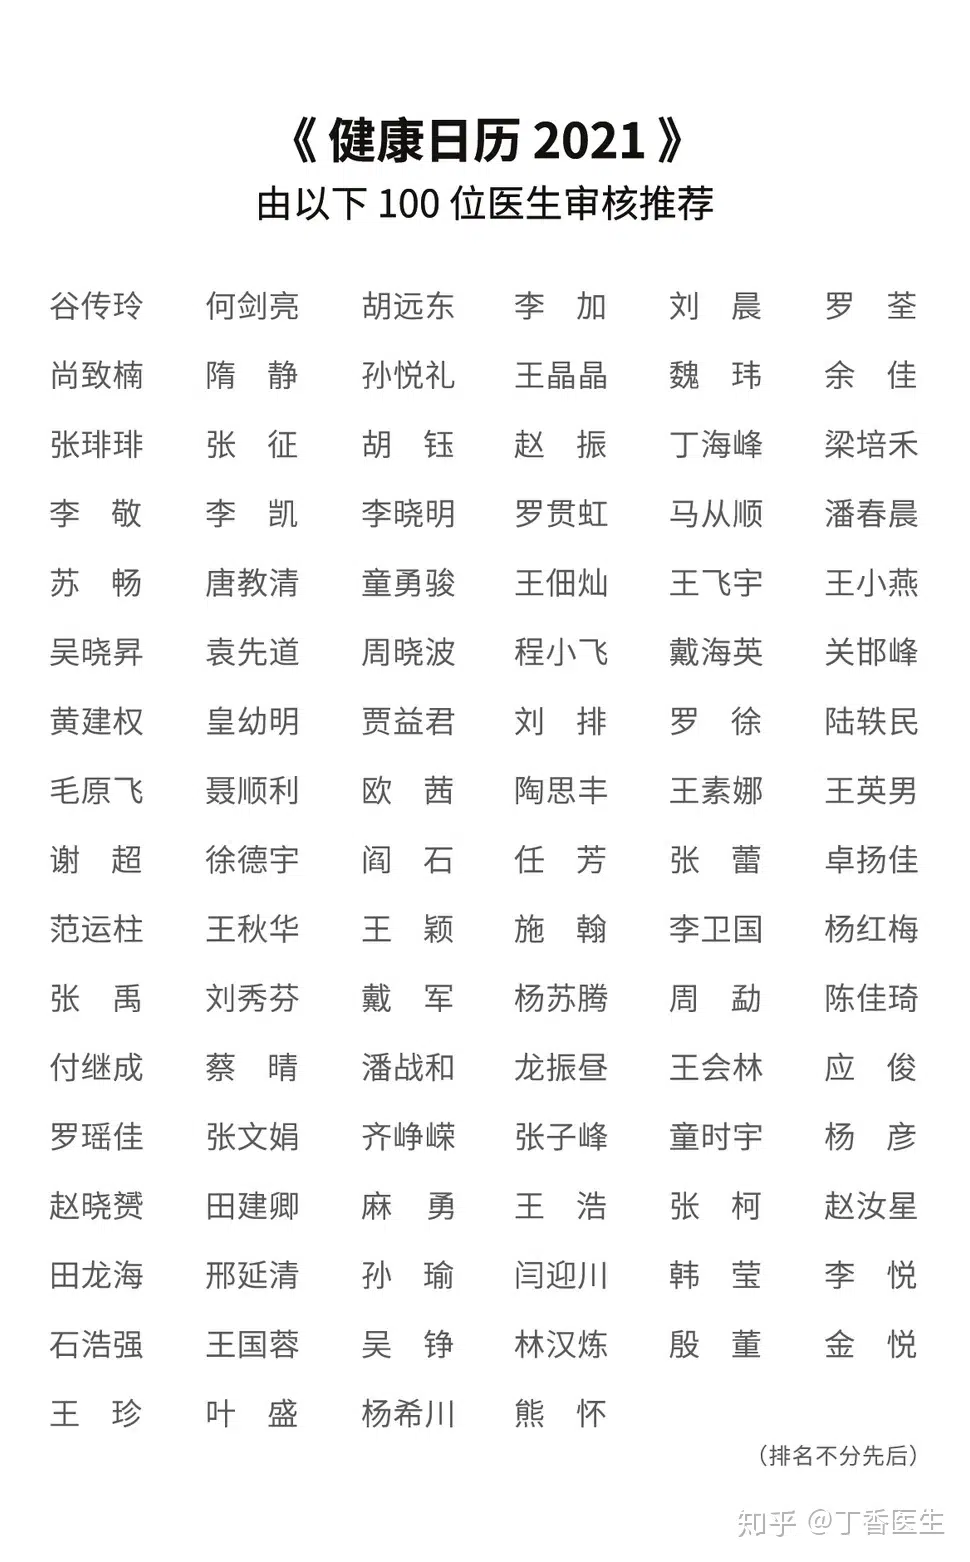 《 健康日历 2021 》
由以下 100 位医生审核推荐
谷传玲 何剑亮 胡远东 李 加 刘 晨 罗 荃
尚致楠 隋 静 孙悦礼 王晶晶 魏 玮 余 佳
张琲琲 张 征 胡 钰 赵 振 丁海峰 梁培禾
李 敬 李 凯 李晓明 罗贯虹 马从顺 潘春晨
苏 畅 唐教清 童勇骏 王佃灿 王飞宇 王小燕
吴晓昇 袁先道 周晓波 程小飞 戴海英 关邯峰
黄建权 皇幼明 贾益君 刘 排 罗 徐 陆轶民
毛原飞 聂顺利 欧 茜 陶思丰 王素娜 王英男
谢 超 徐德宇 阎 石 任 芳 张 蕾 卓扬佳
范运柱 王秋华 王 颖 施 翰 李卫国 杨红梅
张 禹 刘秀芬 戴 军 杨苏腾 周 勐 陈佳琦
付继成 蔡 晴 潘战和 龙振昼 王会林 应 俊
罗瑶佳 张文娟 齐峥嵘 张子峰 童时宇 杨 彦
赵晓赟 田建卿 麻 勇 王 浩 张 柯 赵汝星
田龙海 邢延清 孙 瑜 闫迎川 韩 莹 李 悦
石浩强 王国蓉 吴 铮 林汉炼 殷 董 金 悦
王 珍 叶 盛 杨希川 熊 怀
（排名不分先后）
知乎 @丁香医生